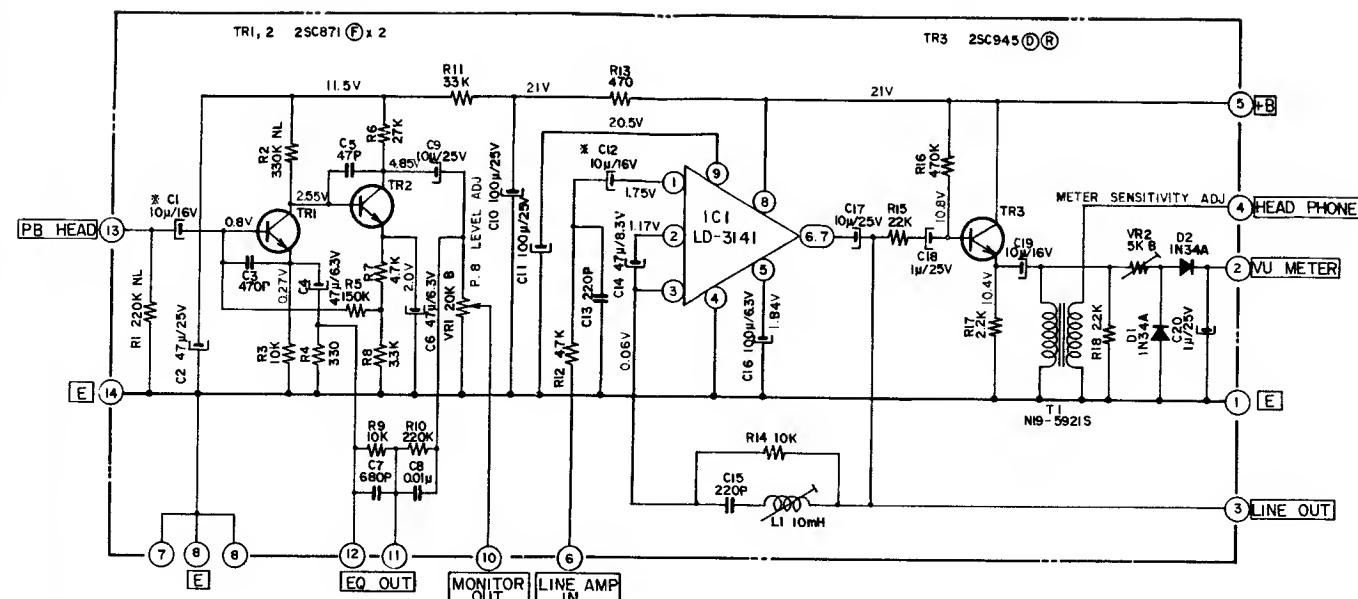 TR1, 2 2SC871 Ⓕ x 2
TR3 2SC945 Ⓓ Ⓡ
11.5V
R11
33K
21V
R13
470
21V
5 +B
R2
330K NL
C5
47P
R6
27K
4.85V
C9
10μ/25V
20.5V
※ C12
10μ/16V
1.75V
1
9
8
R16
470K
METER SENSITIVITY ADJ
4 HEAD PHONE
※ C1
10μ/16V
PB HEAD 13
0.8V
2.55V
TR1
TR2
P.B LEVEL ADJ
C10 100μ/25V
C11 100μ/25V
1.17V
2
IC1
LD-3141
6.7
C17
10μ/25V
R15
22K
10.8V
C18
1μ/25V
TR3
C19
10μ/16V
VR2
5K B
D2
1N34A
2 VU METER
C3
470P
0.27V
C4
47μ/6.3V
R5
150K
R7
4.7K
2.0V
C6 47μ/6.3V
VR1 20K B
C13 220P
C14 47μ/6.3V
3
4
5
10.4V
R1 220K NL
C2 47μ/25V
R3
10K
R4
330
R8
3.3K
R12 4.7K
0.06V
C16 100μ/6.3V
1.84V
R17
2.2K
R18 2.2K
D1
1N34A
C20
1μ/25V
E 14
1 E
T1
N19-5921S
R9
10K
R10
220K
C7
680P
C8
0.01μ
R14 10K
C15
220P
L1 10mH
3 LINE OUT
7
8
8
12
11
10
6
E
EQ OUT
MONITOR
OUT
LINE AMP
IN